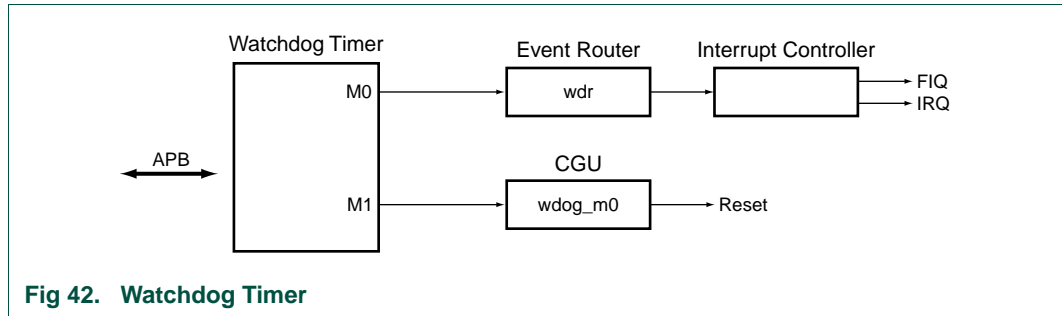 Watchdog Timer
Event Router
Interrupt Controller
M0
wdr
FIQ
IRQ
APB
CGU
M1
wdog_m0
Reset
Fig 42. Watchdog Timer